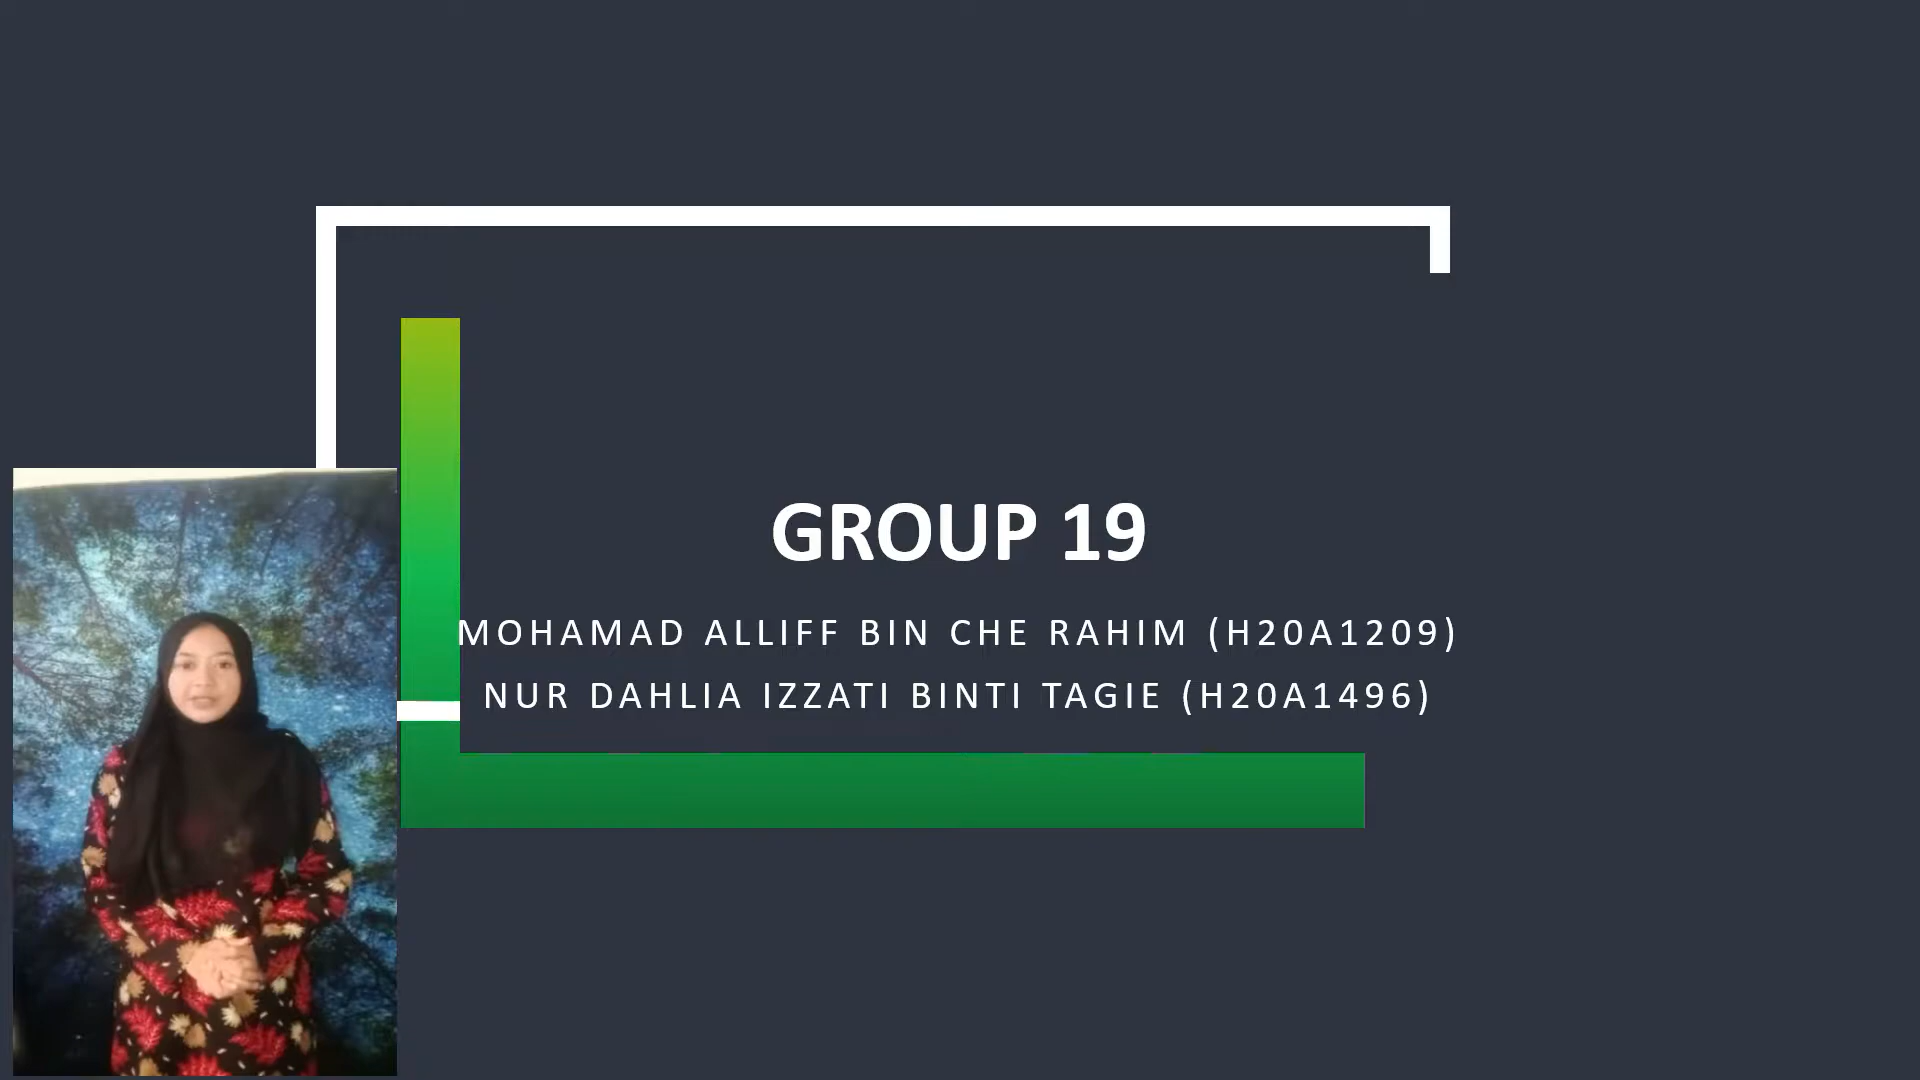 GROUP 19
MOHAMAD ALLIFF BIN CHE RAHIM (H20A1209)
NUR DAHLIA IZZATI BINTI TAGIE (H20A1496)